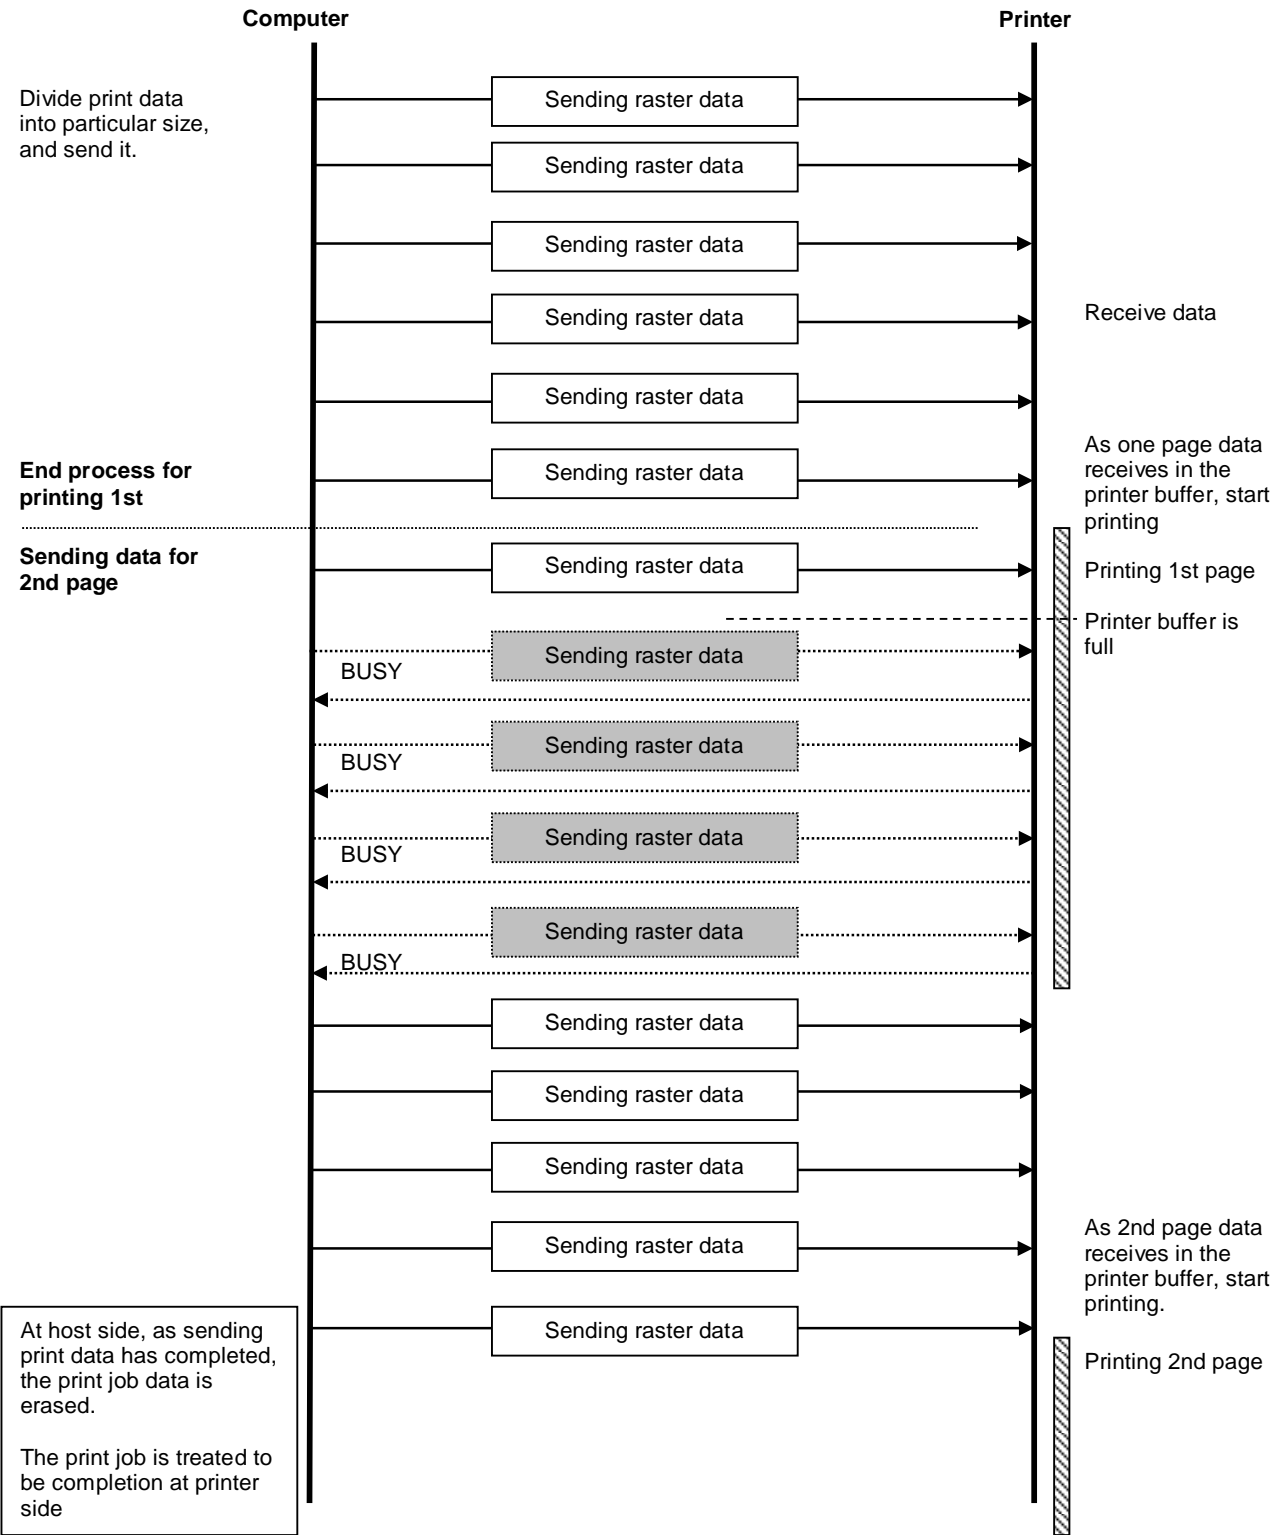 Computer
Printer
Divide print data
into particular size,
and send it.
Sending raster data
Sending raster data
Sending raster data
Sending raster data
Receive data
Sending raster data
As one page data
receives in the
printer buffer, start
printing
End process for
printing 1st
Sending raster data
Sending data for
2nd page
Sending raster data
Printing 1st page
Printer buffer is
full
Sending raster data
BUSY
Sending raster data
BUSY
Sending raster data
BUSY
Sending raster data
BUSY
Sending raster data
Sending raster data
Sending raster data
Sending raster data
As 2nd page data
receives in the
printer buffer, start
printing.
Sending raster data
Printing 2nd page
At host side, as sending
print data has completed,
the print job data is
erased.
The print job is treated to
be completion at printer
side